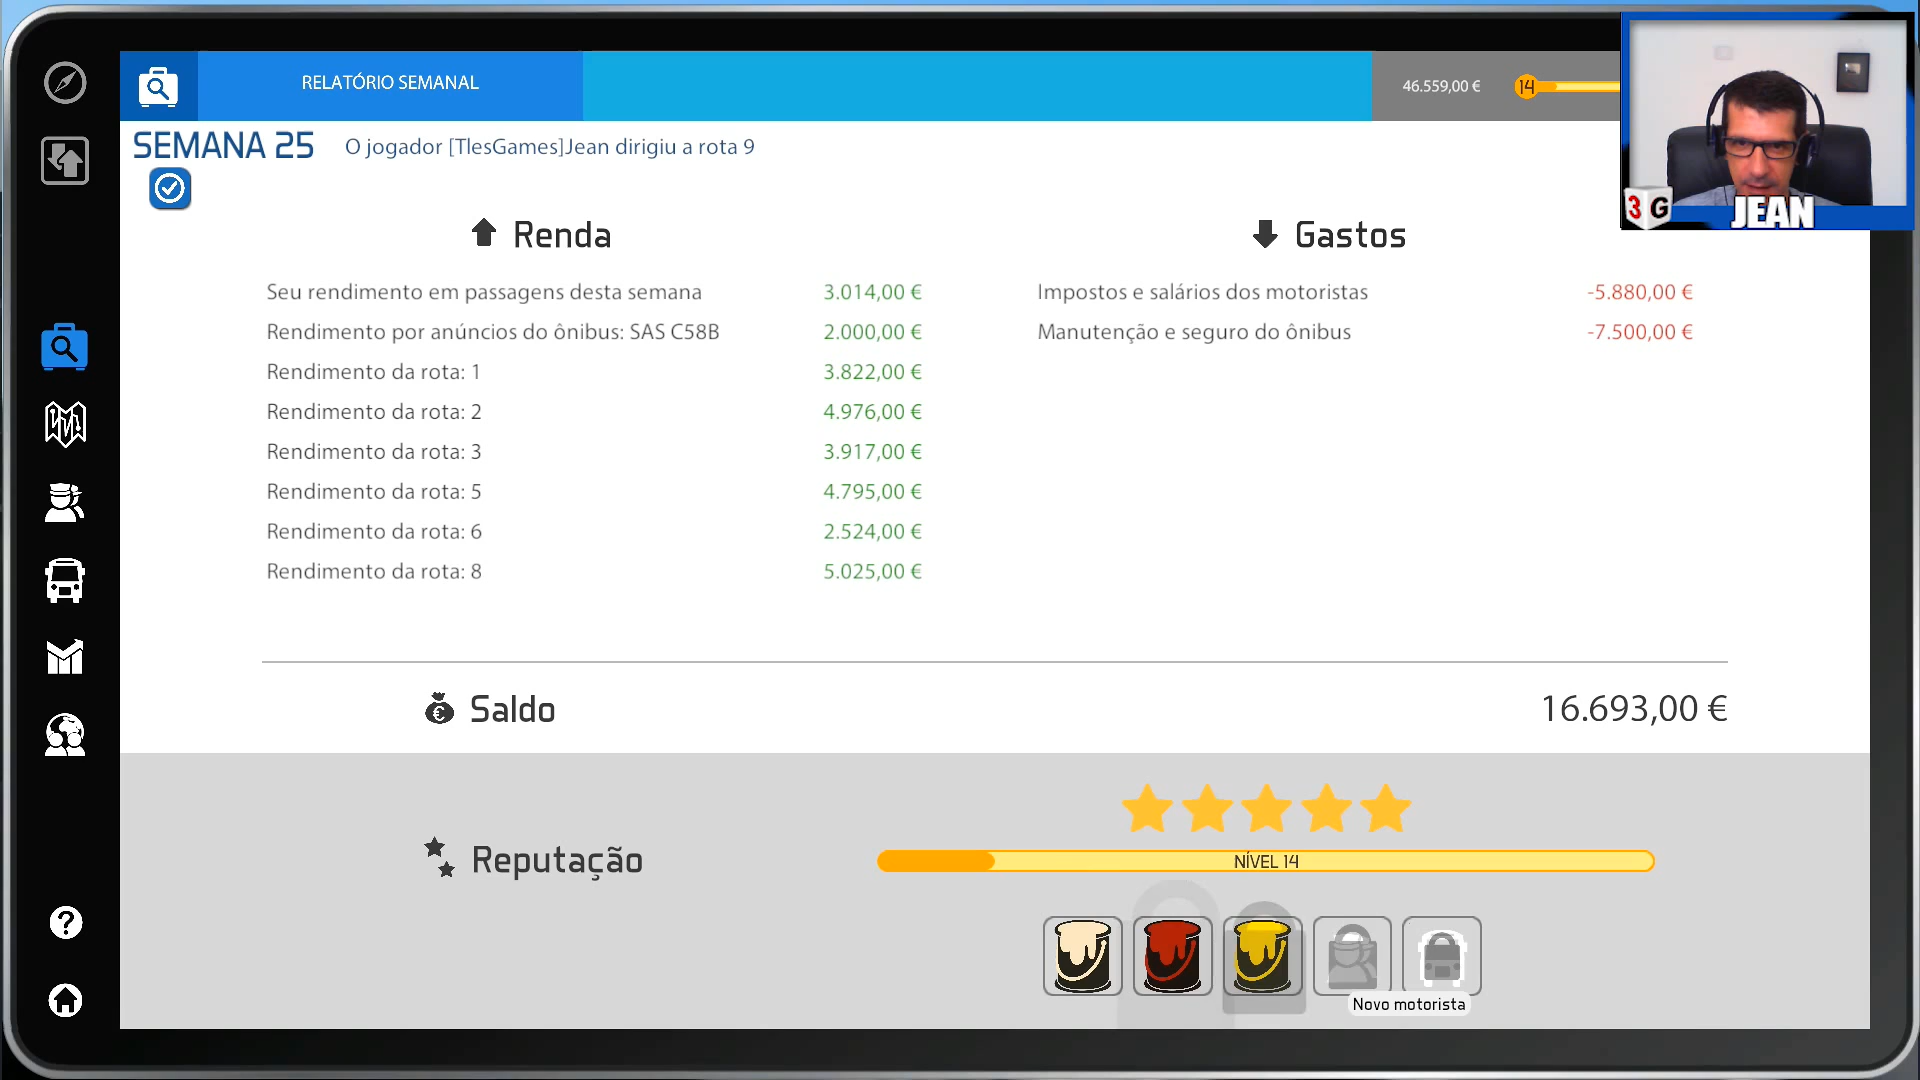 RELATÓRIO SEMANAL
46.559,00 €
14
SEMANA 25
O jogador [TlesGames]Jean dirigiu a rota 9
3 G
JEAN
Renda
Seu rendimento em passagens desta semana 3.014,00 €
Rendimento por anúncios do ônibus: SAS C58B 2.000,00 €
Rendimento da rota: 1 3.822,00 €
Rendimento da rota: 2 4.976,00 €
Rendimento da rota: 3 3.917,00 €
Rendimento da rota: 5 4.795,00 €
Rendimento da rota: 6 2.524,00 €
Rendimento da rota: 8 5.025,00 €
Gastos
Impostos e salários dos motoristas -5.880,00 €
Manutenção e seguro do ônibus -7.500,00 €
Saldo 16.693,00 €
Reputação
NÍVEL 14
Novo motorista